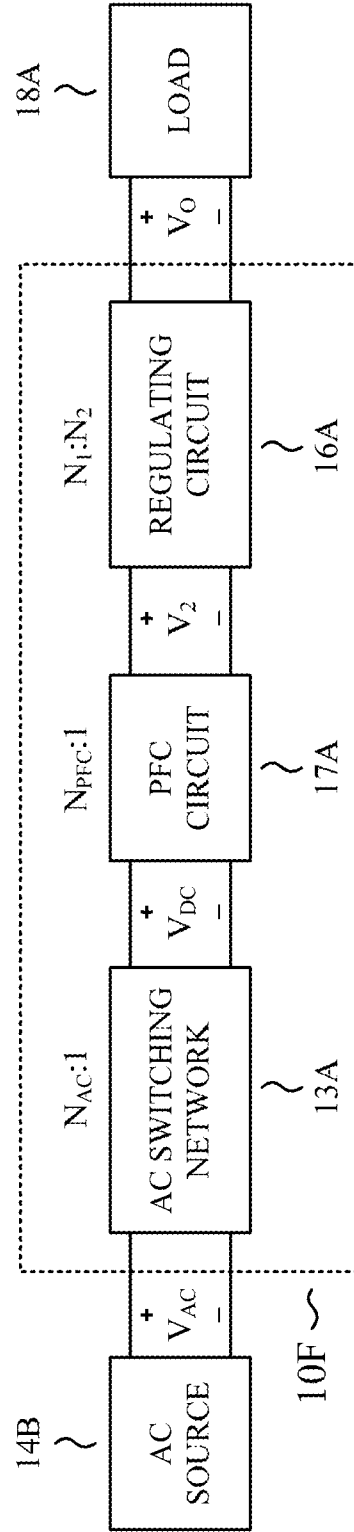 14B
AC
SOURCE
+
VAC
–
NAC:1
AC SWITCHING
NETWORK
13A
+
VDC
–
NPFC:1
PFC
CIRCUIT
17A
+
V2
–
N1:N2
REGULATING
CIRCUIT
16A
+
VO
–
18A
LOAD
10F